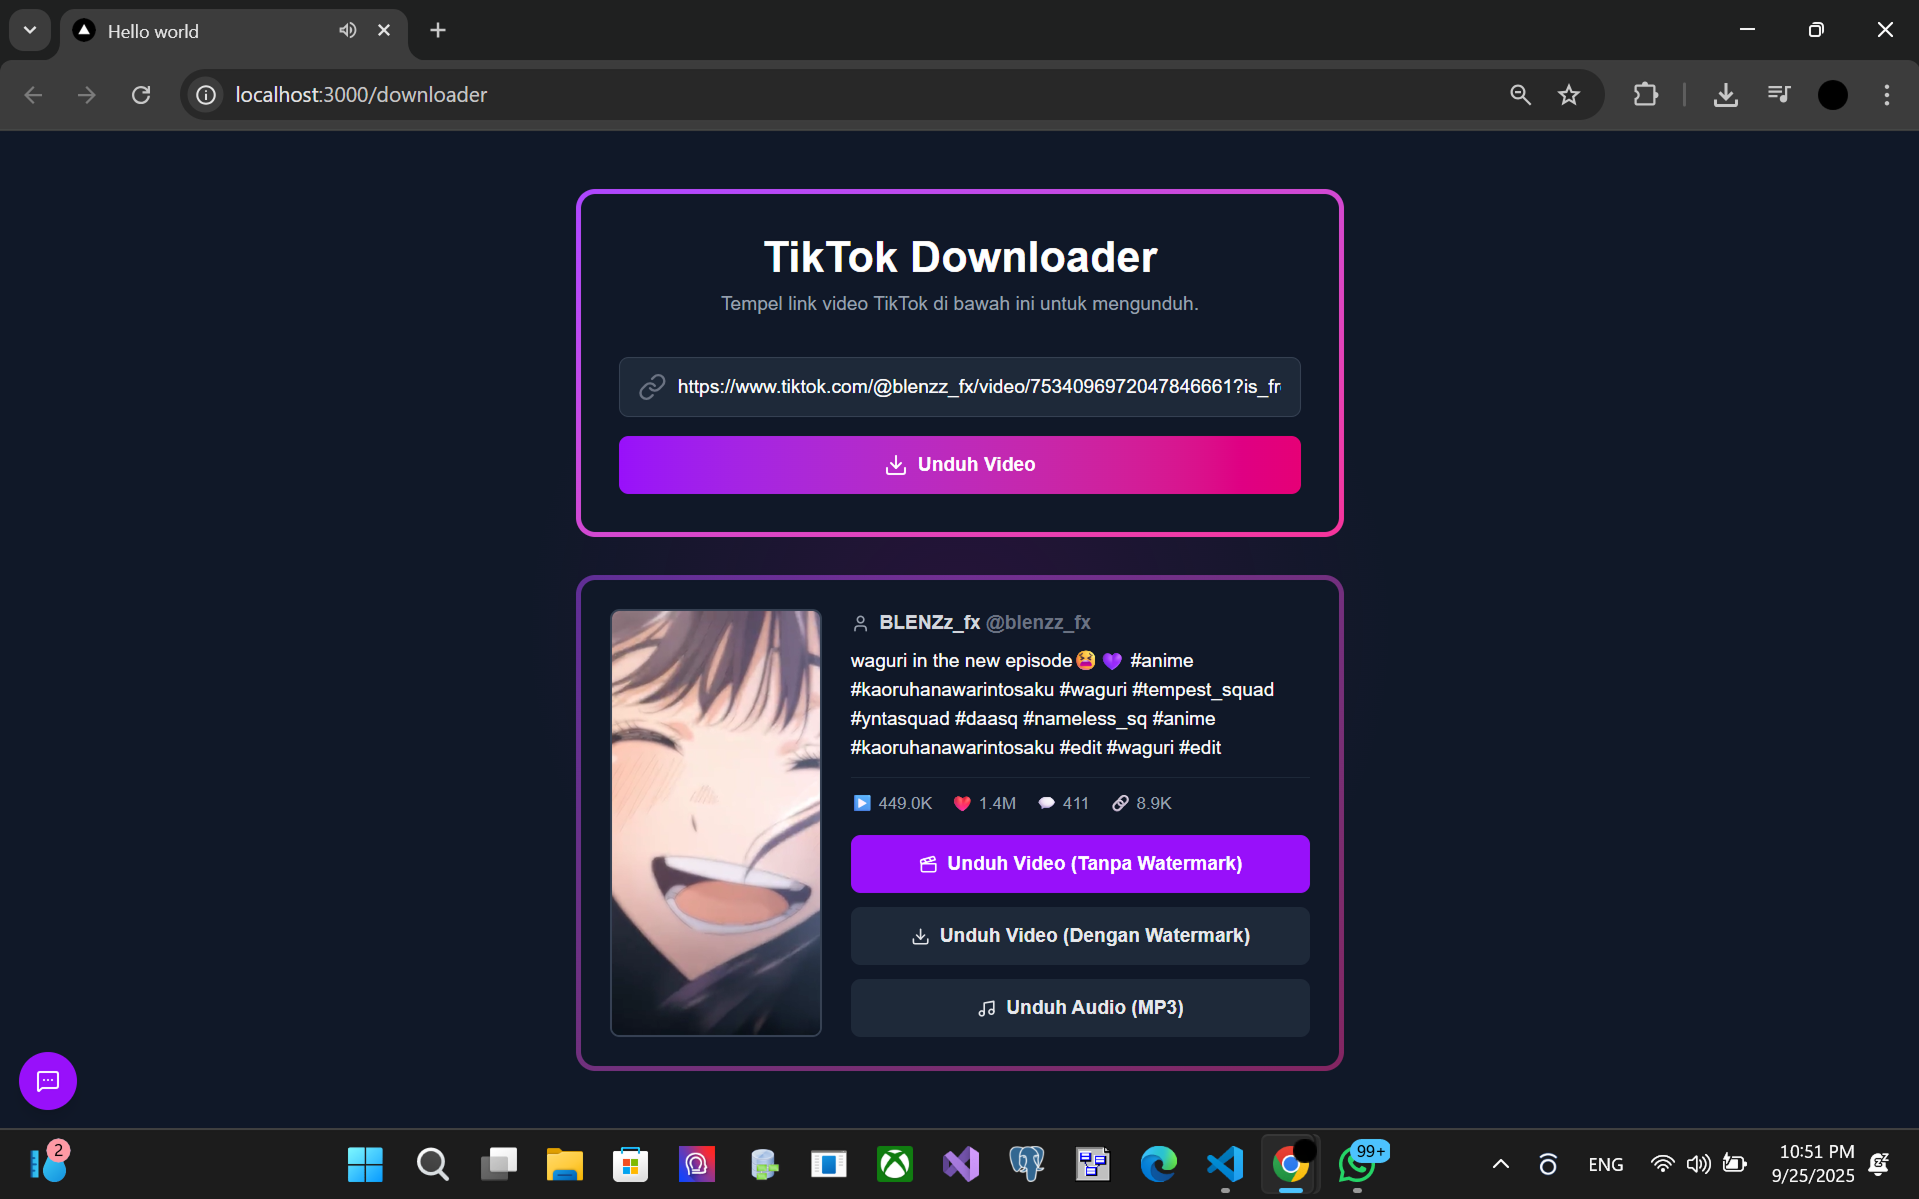 Hello world
localhost:3000/downloader
TikTok Downloader
Tempel link video TikTok di bawah ini untuk mengunduh.
https://www.tiktok.com/@blenzz_fx/video/7534096972047846661?is_fr
Unduh Video
BLENZz_fx @blenzz_fx
waguri in the new episode😫💜 #anime
#kaoruhanawarintosaku #waguri #tempest_squad
#yntasquad #daasq #nameless_sq #anime
#kaoruhanawarintosaku #edit #waguri #edit
▶️ 449.0K ❤️ 1.4M 💬 411 🔗 8.9K
Unduh Video (Tanpa Watermark)
Unduh Video (Dengan Watermark)
Unduh Audio (MP3)
2
99+
ENG
10:51 PM
9/25/2025